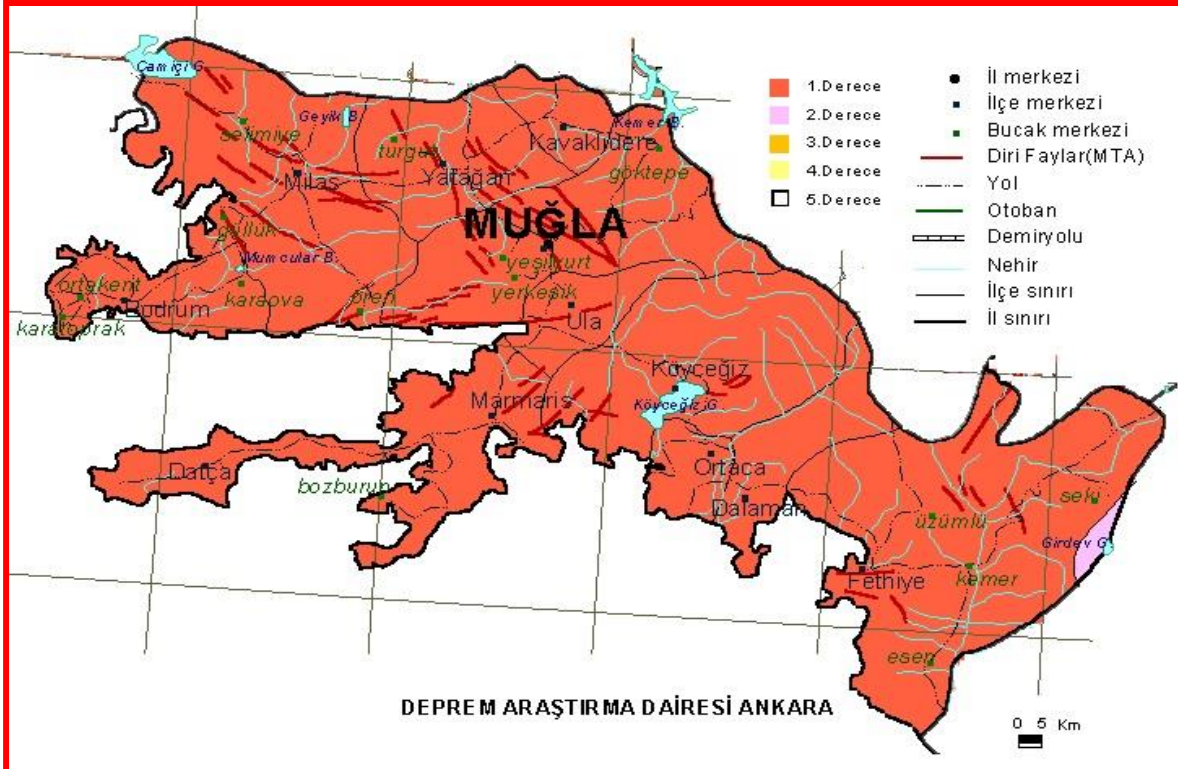 Çamiçi G.
Geyik B.
Kemer B.
selimiye
turgut
Kavaklıdere
göktepe
Milas
Yatağan
MUĞLA
güllük
Mumcular B.
yeşilyurt
yerkesik
ortakent
karaova
ören
Bodrum
karatoprak
Ula
Köyceğiz
Köyceğiz G.
Marmaris
Datça
bozburun
Ortaca
Dalaman
üzümlü
seki
Girdev G.
Fethiye
kemer
esen
1.Derece
2.Derece
3.Derece
4.Derece
5.Derece
İl merkezi
İlçe merkezi
Bucak merkezi
Diri Faylar(MTA)
Yol
Otoban
Demiryolu
Nehir
İlçe sınırı
İl sınırı
DEPREM ARAŞTIRMA DAİRESİ ANKARA
0 5 Km